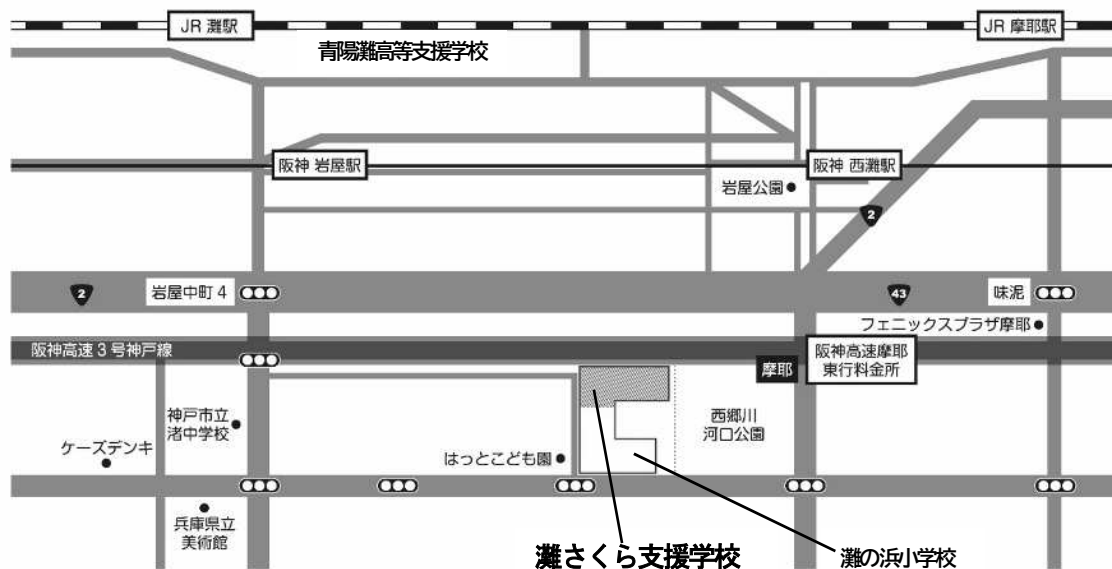 JR 灘駅
JR 摩耶駅
青陽灘高等支援学校
阪神 岩屋駅
阪神 西灘駅
岩屋公園
2
2
岩屋中町 4
43
味泥
フェニックスプラザ摩耶
阪神高速 3 号神戸線
摩耶
阪神高速摩耶
東行料金所
神戸市立
渚中学校
西郷川
河口公園
ケーズデンキ
はっとこども園
兵庫県立
美術館
灘さくら支援学校
灘の浜小学校